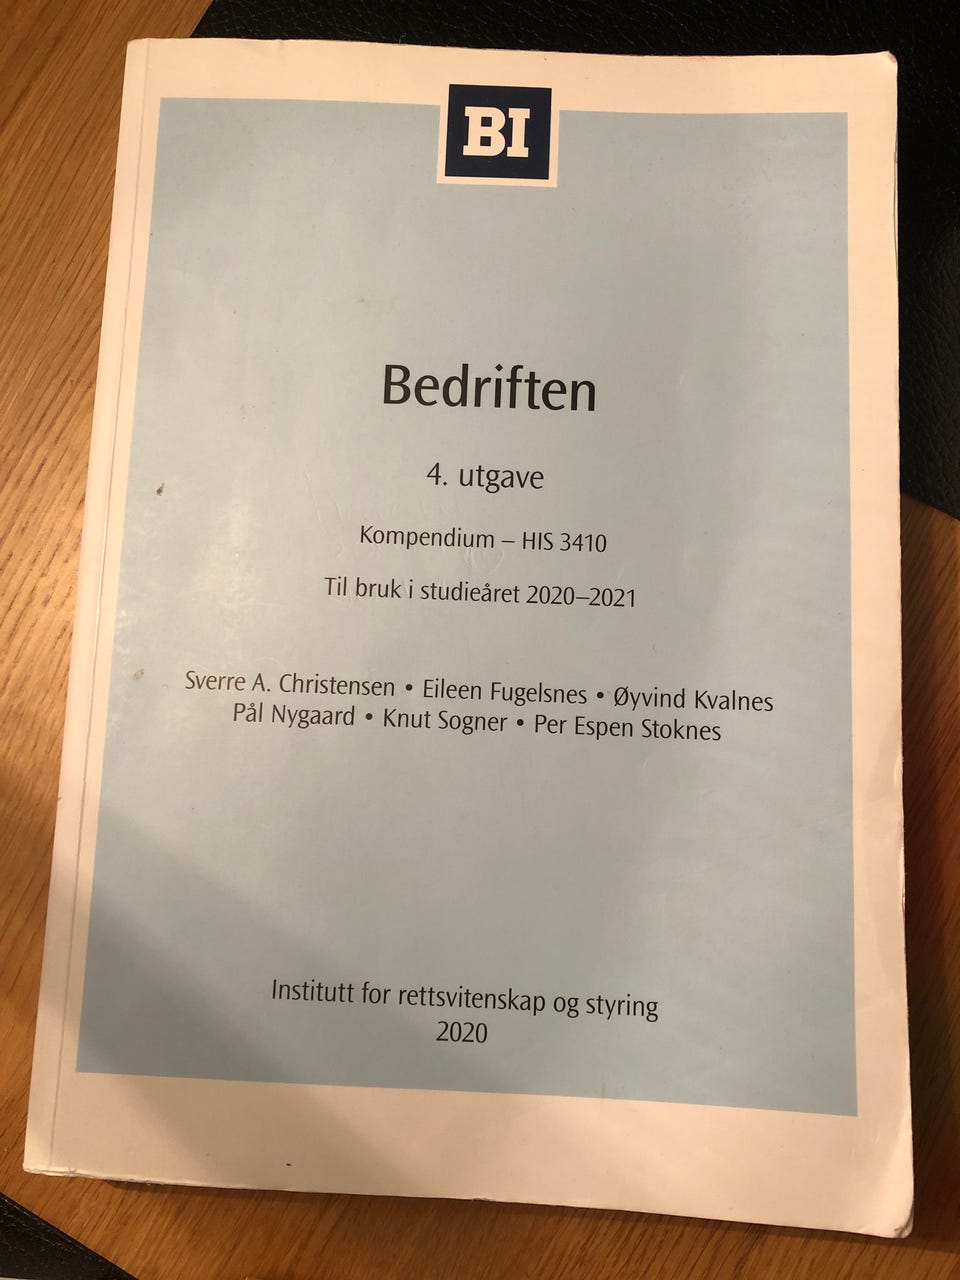 BI
Bedriften
4. utgave
Kompendium – HIS 3410
Til bruk i studieåret 2020–2021
Sverre A. Christensen • Eileen Fugelsnes • Øyvind Kvalnes
Pål Nygaard • Knut Sogner • Per Espen Stoknes
Institutt for rettsvitenskap og styring
2020